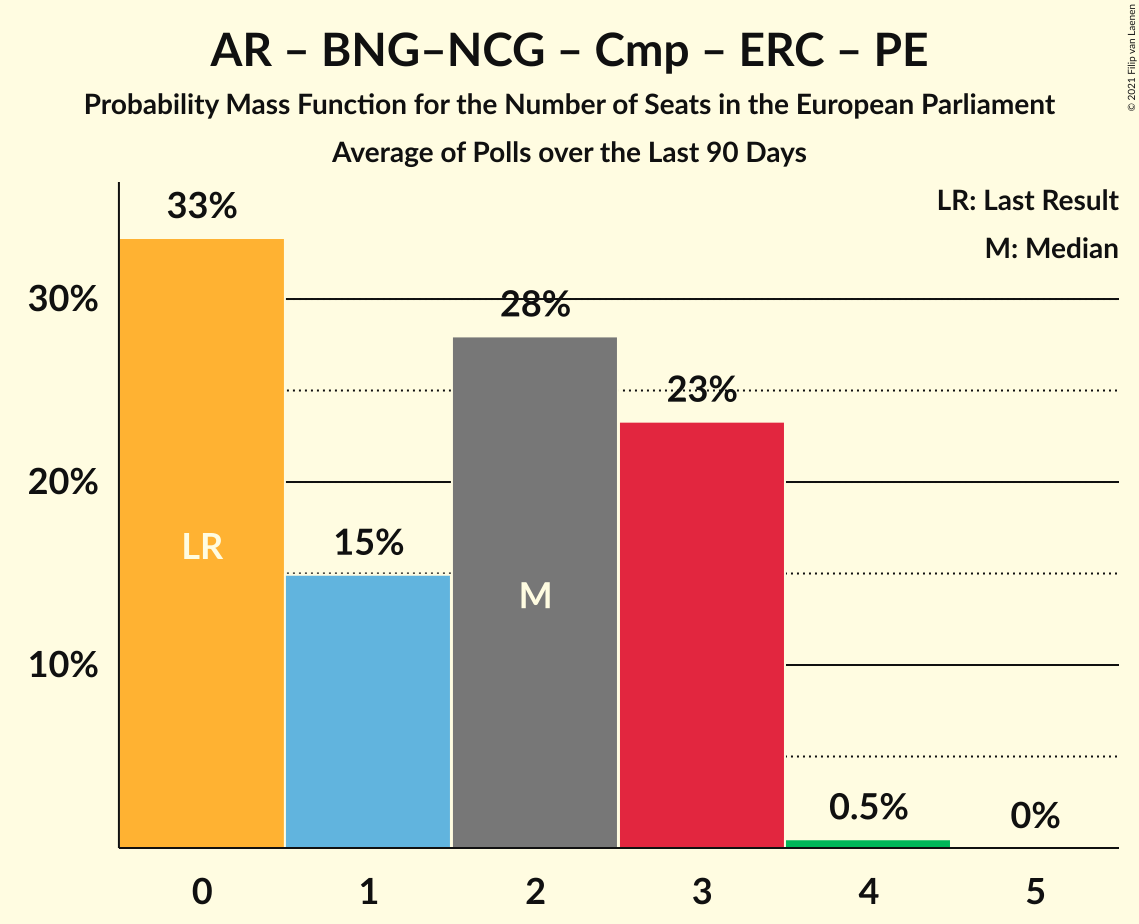 AR – BNG–NCG – Cmp – ERC – PE
Probability Mass Function for the Number of Seats in the European Parliament
Average of Polls over the Last 90 Days
© 2021 Filip van Laenen
LR: Last Result
M: Median
33%
30%
28%
23%
20%
LR
15%
M
10%
0.5%
0%
0 1 2 3 4 5